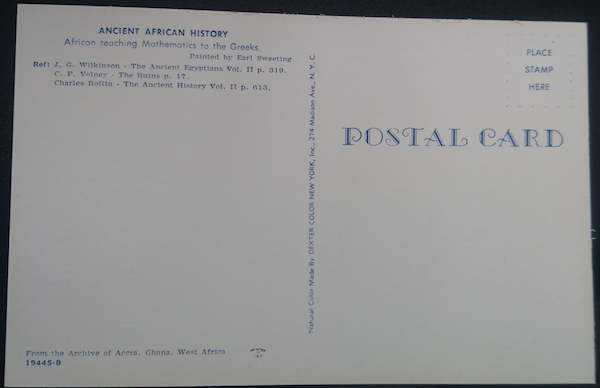 ANCIENT AFRICAN HISTORY
African teaching Mathematics to the Greeks.
Painted by Earl Sweeting
Ref: J. G. Wilkinson - The Ancient Egyptians Vol. II p. 319.
C. F. Volney - The Ruins p. 17.
Charles Rollin - The Ancient History Vol. II p. 613.
From the Archive of Accra, Ghana, West Africa
19445-B
Natural Color Made By DEXTER COLOR NEW YORK, Inc., 274 Madison Ave., N. Y. C.
PLACE
STAMP
HERE
POSTAL CARD